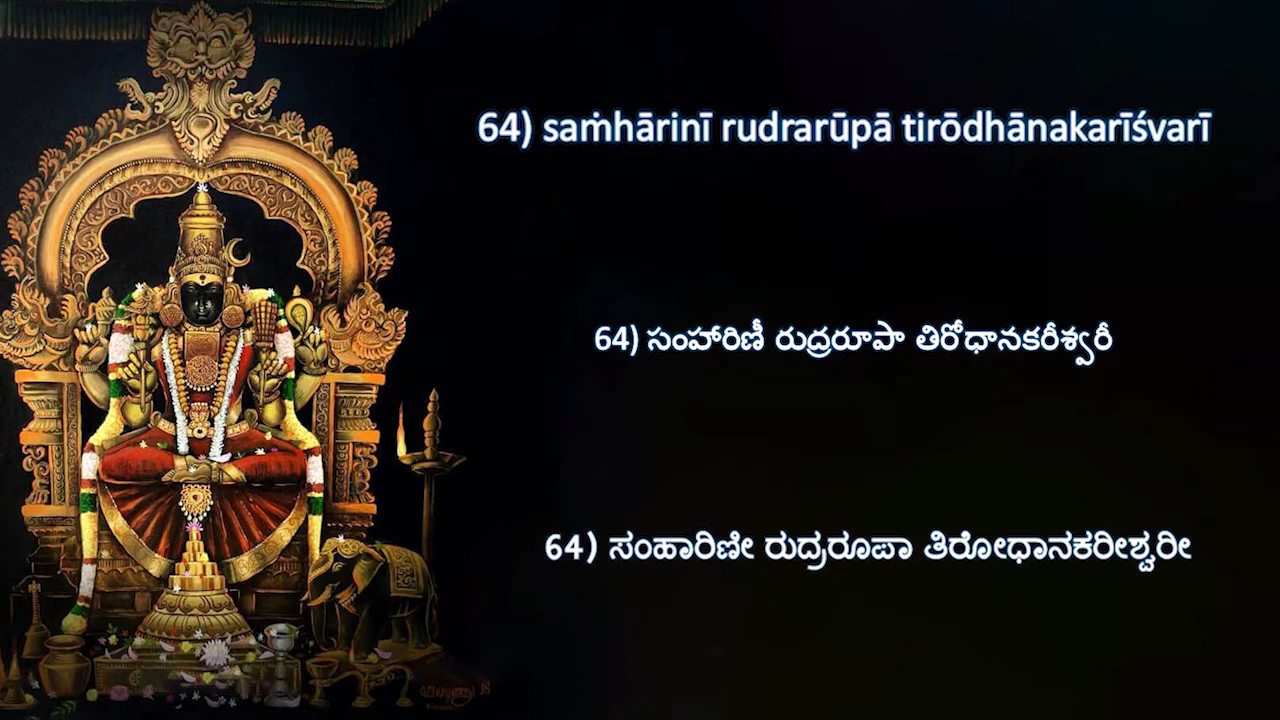 64) saṁhārinī rudrarūpā tirōdhānakarīśvarī
64) సంహారిణీ రుద్రరూపా తిరోధానకరీశ్వరీ
64) ಸಂಹಾರಿಣೀ ರುದ್ರರೂಪಾ ತಿರೋಧಾನಕರೀಶ್ವರೀ